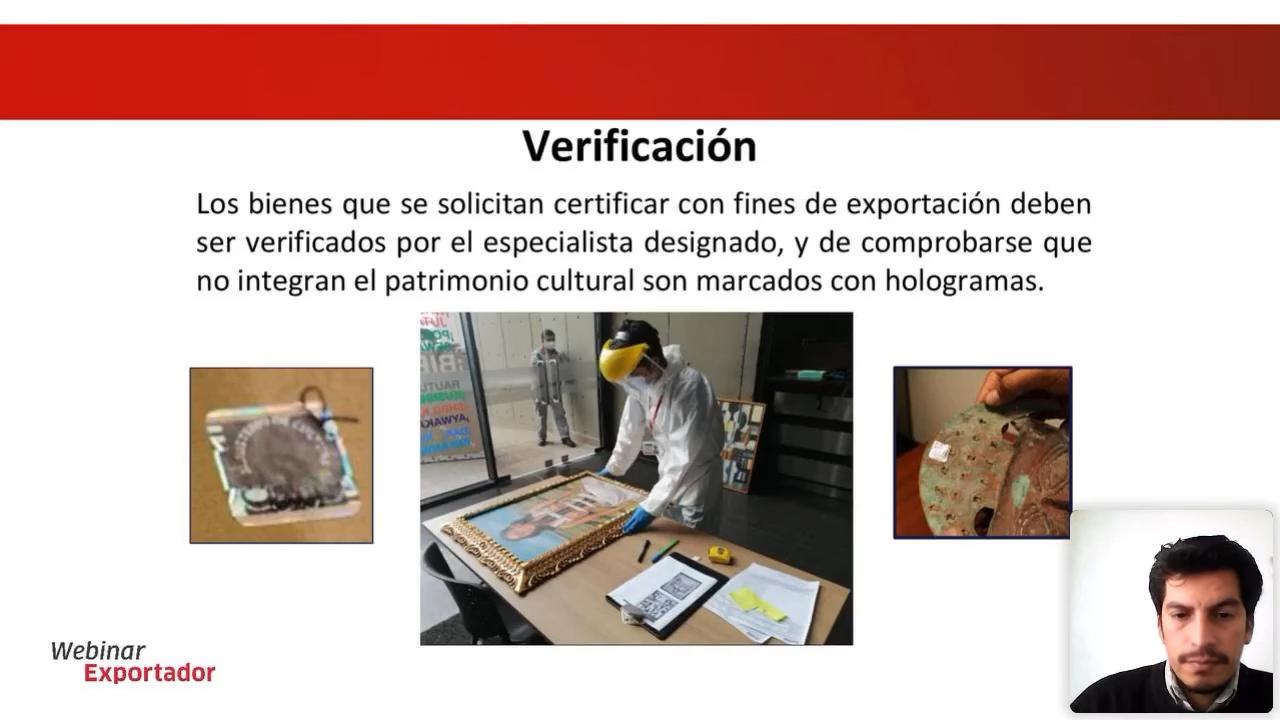 Verificación
Los bienes que se solicitan certificar con fines de exportación deben
ser verificados por el especialista designado, y de comprobarse que
no integran el patrimonio cultural son marcados con hologramas.
Webinar
Exportador